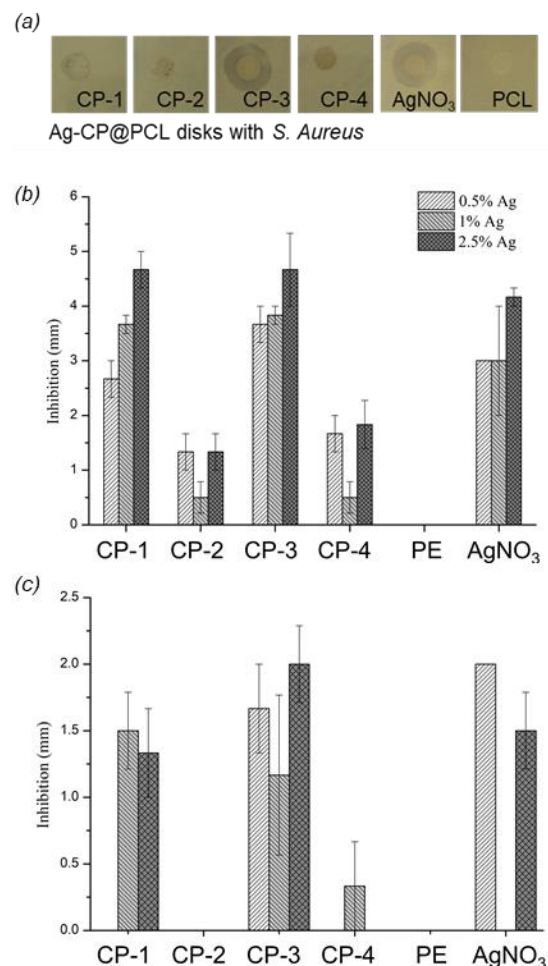 (a)
CP-1 CP-2 CP-3 CP-4 AgNO₃ PCL
Ag-CP@PCL disks with S. Aureus
(b)
0.5% Ag
1% Ag
2.5% Ag
6
5
4
3
2
1
0
Inhibition (mm)
CP-1 CP-2 CP-3 CP-4 PE AgNO₃
(c)
2.5
2.0
1.5
1.0
0.5
0.0
Inhibition (mm)
CP-1 CP-2 CP-3 CP-4 PE AgNO₃